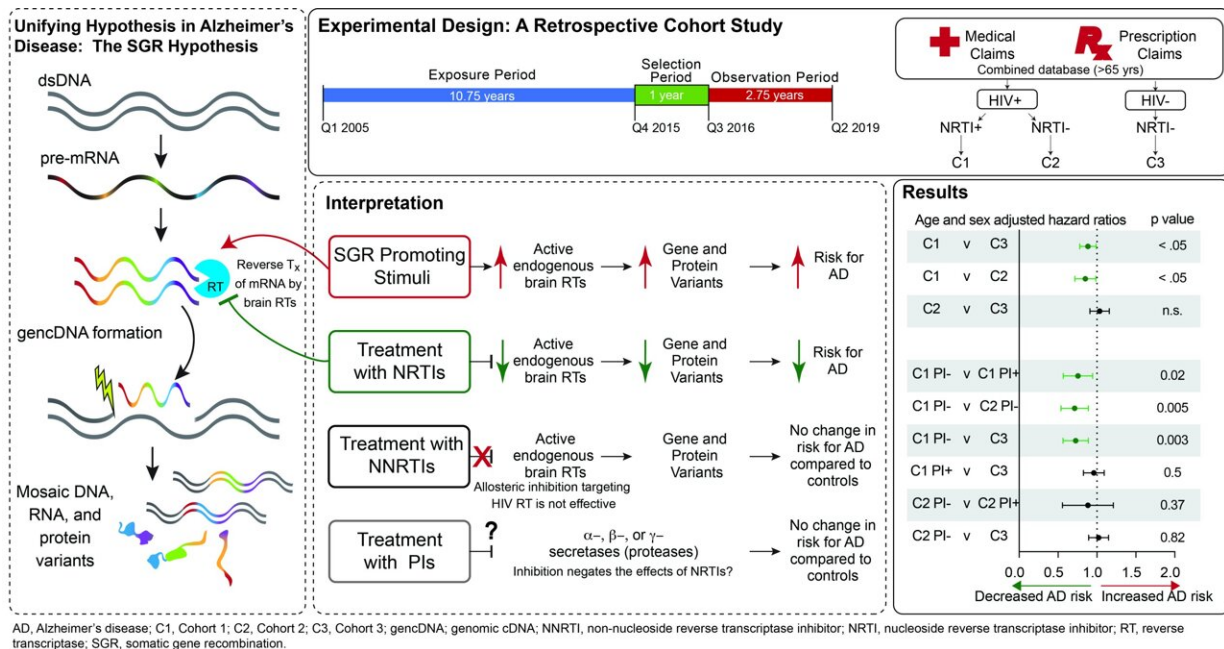 Unifying Hypothesis in Alzheimer's
Disease: The SGR Hypothesis
dsDNA
pre-mRNA
RT
Reverse Tx
of mRNA by
brain RTs
gencDNA formation
Mosaic DNA,
RNA, and
protein
variants
Experimental Design: A Retrospective Cohort Study
Exposure Period
Selection
Period
Observation Period
10.75 years
1 year
2.75 years
Q1 2005
Q4 2015
Q3 2016
Q2 2019
Medical
Claims
Rx
Prescription
Claims
Combined database (>65 yrs)
HIV+
HIV-
NRTI+
NRTI-
NRTI-
C1
C2
C3
Interpretation
SGR Promoting
Stimuli
Active
endogenous
brain RTs
Gene and
Protein
Variants
Risk for
AD
Treatment
with NRTIs
Active
endogenous
brain RTs
Gene and
Protein
Variants
Risk for
AD
Treatment with
NNRTIs
X
Active
endogenous
brain RTs
Allosteric inhibition targeting
HIV RT is not effective
Gene and
Protein
Variants
No change in
risk for AD
compared to
controls
Treatment
with PIs
?
α–, β–, or γ–
secretases (proteases)
Inhibition negates the effects of NRTIs?
No change in
risk for AD
compared to
controls
Results
Age and sex adjusted hazard ratios p value
C1 v C3 < .05
C1 v C2 < .05
C2 v C3 n.s.
C1 PI- v C1 PI+ 0.02
C1 PI- v C2 PI- 0.005
C1 PI- v C3 0.003
C1 PI+ v C3 0.5
C2 PI- v C2 PI+ 0.37
C2 PI- v C3 0.82
0.0 0.5 1.0 1.5 2.0
Decreased AD risk Increased AD risk
AD, Alzheimer's disease; C1, Cohort 1; C2, Cohort 2; C3, Cohort 3; gencDNA; genomic cDNA; NNRTI, non-nucleoside reverse transcriptase inhibitor; NRTI, nucleoside reverse transcriptase inhibitor; RT, reverse
transcriptase; SGR, somatic gene recombination.